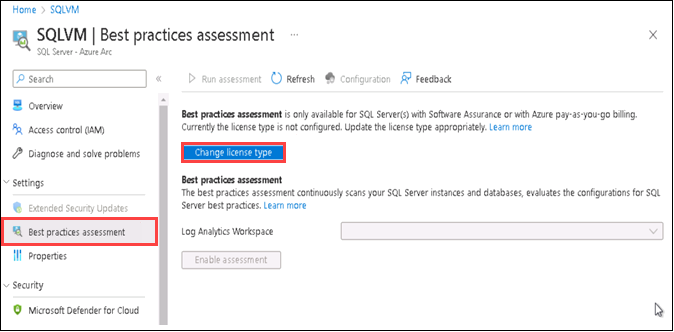 Home > SQLVM >
SQLVM | Best practices assessment ...
SQL Server - Azure Arc
Search
«
Overview
Access control (IAM)
Diagnose and solve problems
Settings
Extended Security Updates
Best practices assessment
Properties
Security
Microsoft Defender for Cloud
Run assessment Refresh Configuration Feedback
Best practices assessment is only available for SQL Server(s) with Software Assurance or with Azure pay-as-you-go billing.
Currently the license type is not configured. Update the license type appropriately. Learn more
Change license type
Best practices assessment
The best practices assessment continuously scans your SQL Server instances and databases, evaluates the configurations for SQL
Server best practices. Learn more
Log Analytics Workspace
Enable assessment